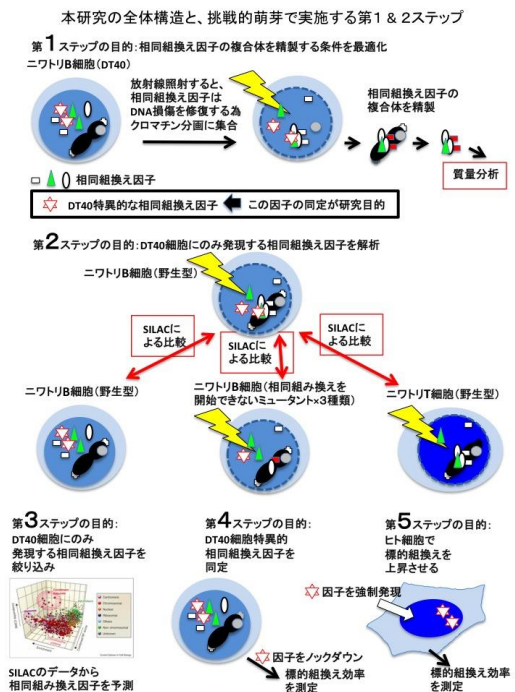 本研究の全体構造と、挑戦的萌芽で実施する第1 & 2ステップ
第1ステップの目的:相同組換え因子の複合体を精製する条件を最適化
ニワトリB細胞(DT40)
放射線照射すると、
相同組換え因子は
DNA損傷を修復する為
クロマチン分画に集合
相同組換え因子の
複合体を精製
質量分析
相同組換え因子
DT40特異的な相同組換え因子
この因子の同定が研究目的
第2ステップの目的:DT40細胞にのみ発現する相同組換え因子を解析
ニワトリB細胞(野生型)
SILACに
よる比較
SILACに
よる比較
SILACに
よる比較
ニワトリB細胞(野生型)
ニワトリB細胞(相同組み換えを
開始できないミュータント×3種類)
ニワトリT細胞(野生型)
第3ステップの目的:
DT40細胞にのみ
発現する相同組換え因子を
絞り込み
SILACのデータから
相同組み換え因子を予測
第4ステップの目的:
DT40細胞特異的
相同組換え因子を
同定
因子をノックダウン
標的組換え効率
を測定
第5ステップの目的:
ヒト細胞で
標的組換えを
上昇させる
因子を強制発現
標的組換え効率
を測定